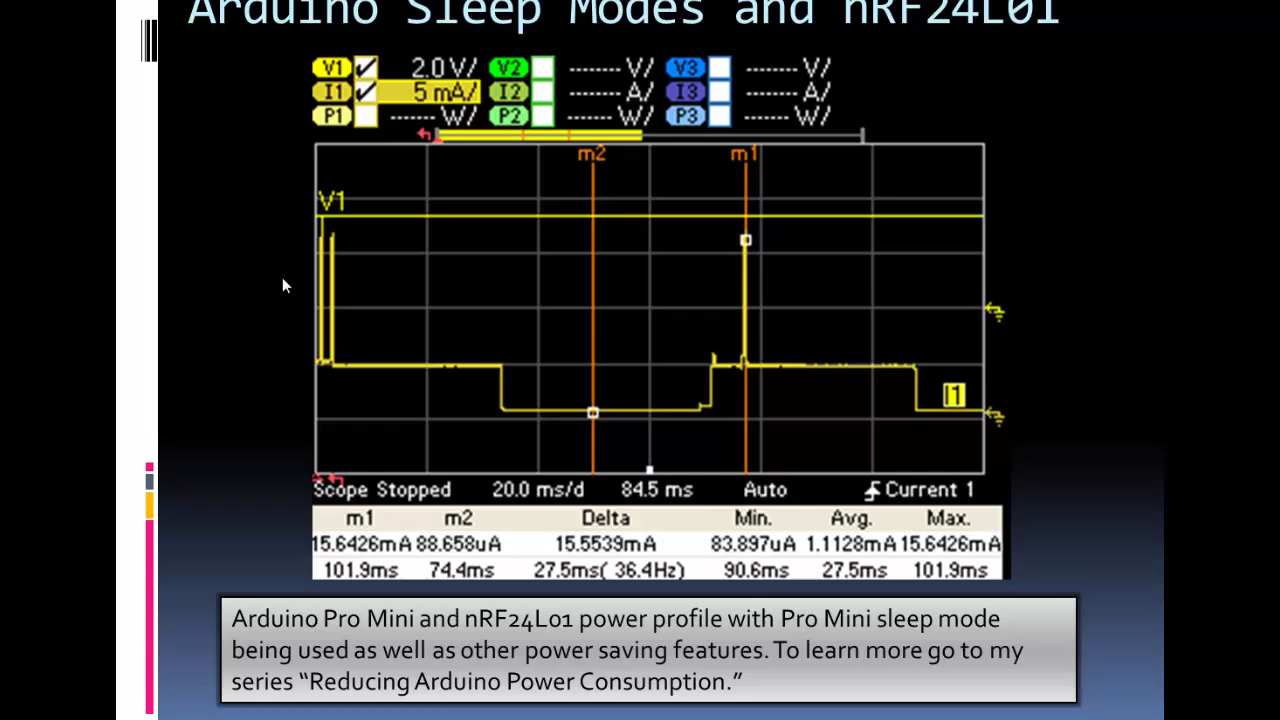 Arduino Sleep Modes and nRF24L01
V1 2.0 V/ V2 ------- V/ V3 ------- V/
I1 5 mA/ I2 ------- A/ I3 ------- A/
P1 ------ W/ P2 ------- W/ P3 ------- W/
m2 m1
V1
I1
Scope Stopped 20.0 ms/d 84.5 ms Auto Current 1
m1 m2 Delta Min. Avg. Max.
15.6426mA 88.658uA 15.5539mA 83.897uA 1.1128mA 15.6426mA
101.9ms 74.4ms 27.5ms( 36.4Hz) 90.6ms 27.5ms 101.9ms
Arduino Pro Mini and nRF24L01 power profile with Pro Mini sleep mode
being used as well as other power saving features. To learn more go to my
series “Reducing Arduino Power Consumption.”